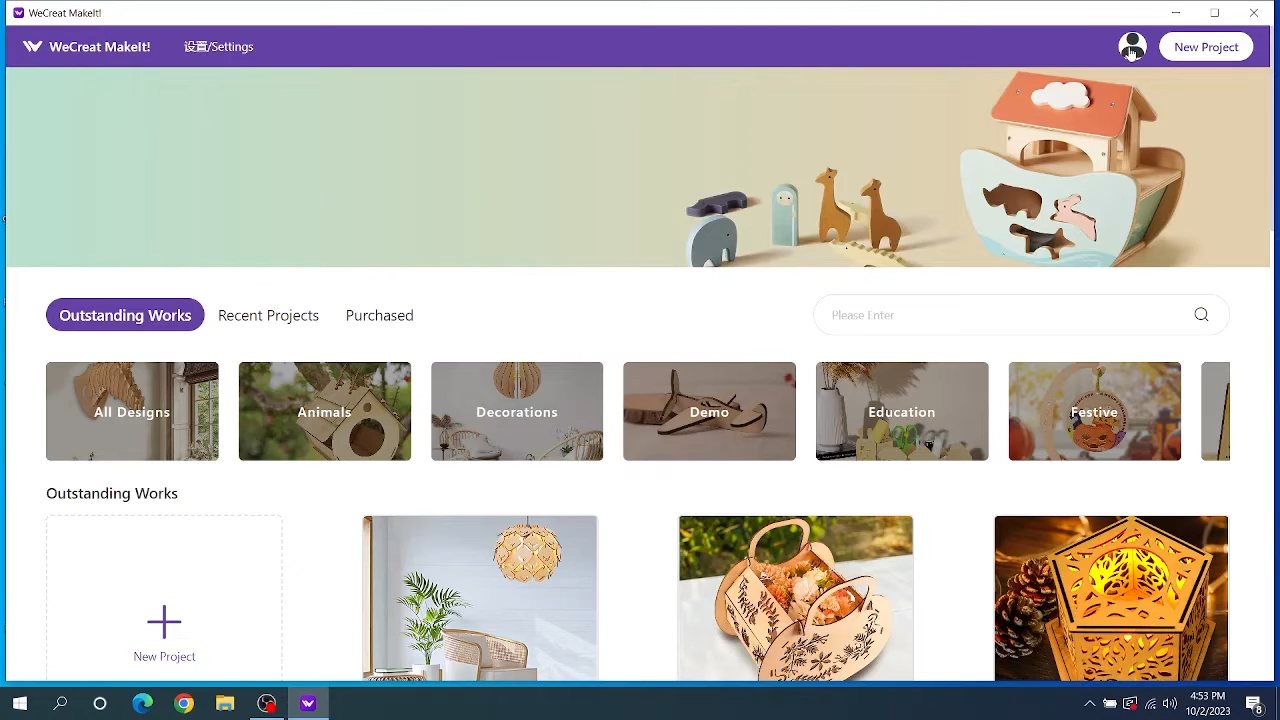 WeCreat MakeIt!
WeCreat MakeIt!
设置/Settings
New Project
Outstanding Works
Recent Projects
Purchased
Please Enter
All Designs
Animals
Decorations
Demo
Education
Festive
Outstanding Works
New Project
4:53 PM
10/2/2023
8